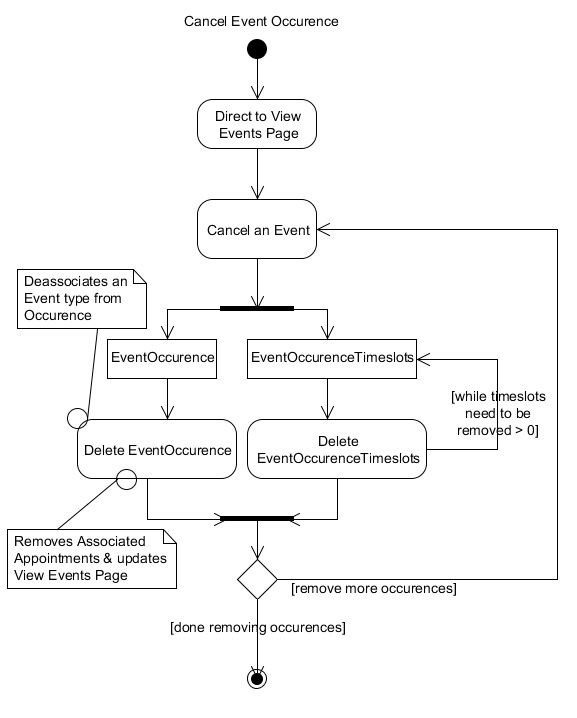 Cancel Event Occurence
Direct to View
Events Page
Cancel an Event
Deassociates an
Event type from
Occurence
EventOccurence
EventOccurenceTimeslots
[while timeslots
need to be
removed > 0]
Delete EventOccurence
Delete
EventOccurenceTimeslots
Removes Associated
Appointments & updates
View Events Page
[remove more occurences]
[done removing occurences]